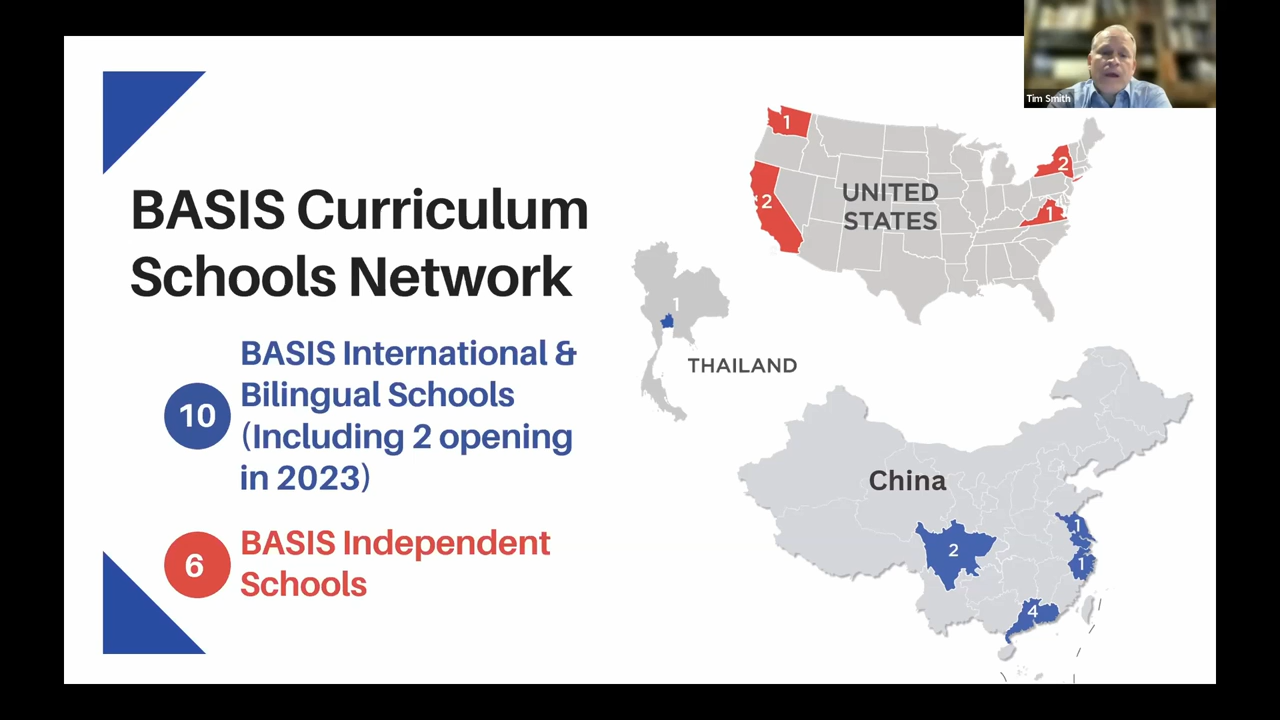 Tim Smith
BASIS Curriculum
Schools Network
10
BASIS International &
Bilingual Schools
(Including 2 opening
in 2023)
6
BASIS Independent
Schools
1
2
UNITED
STATES
2
1
1
THAILAND
China
2
1
1
4